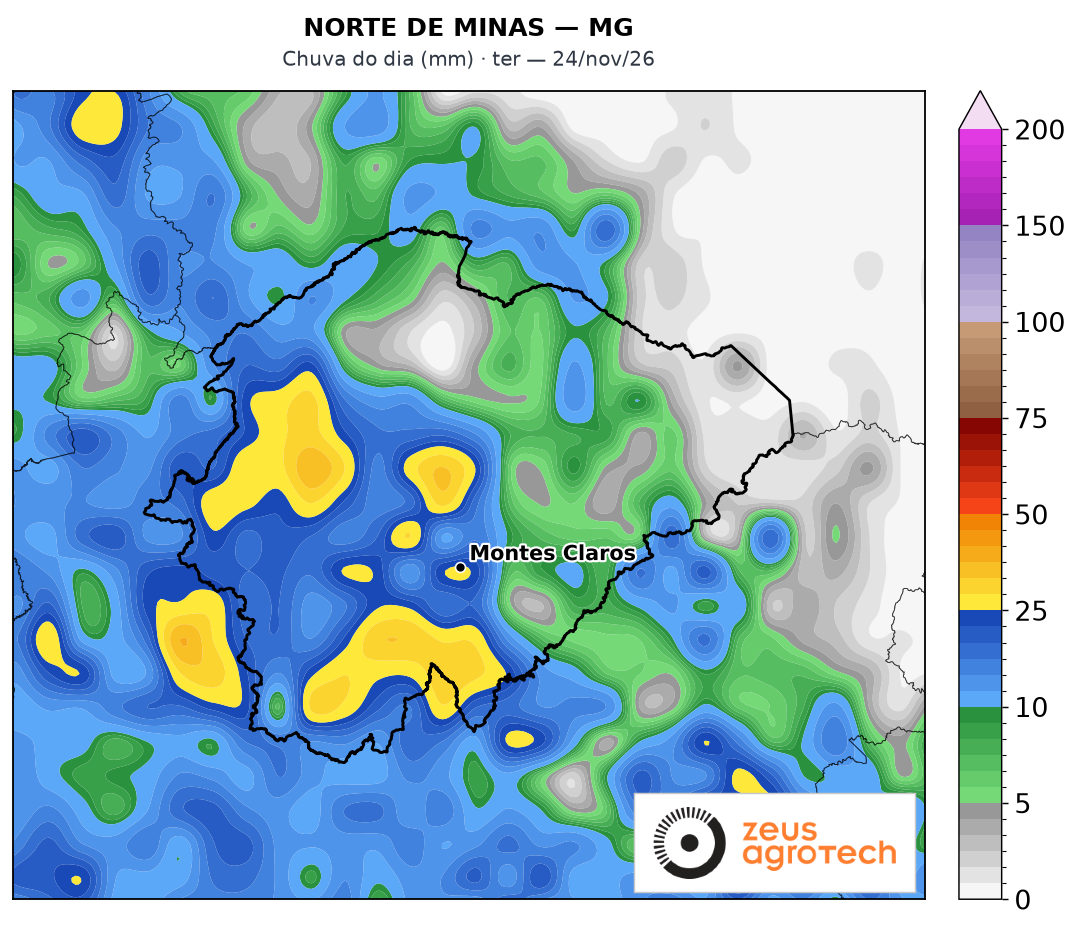 NORTE DE MINAS — MG
Chuva do dia (mm) · ter — 24/nov/26
200
150
100
75
50
25
10
5
0
Montes Claros
zeus
agrotech